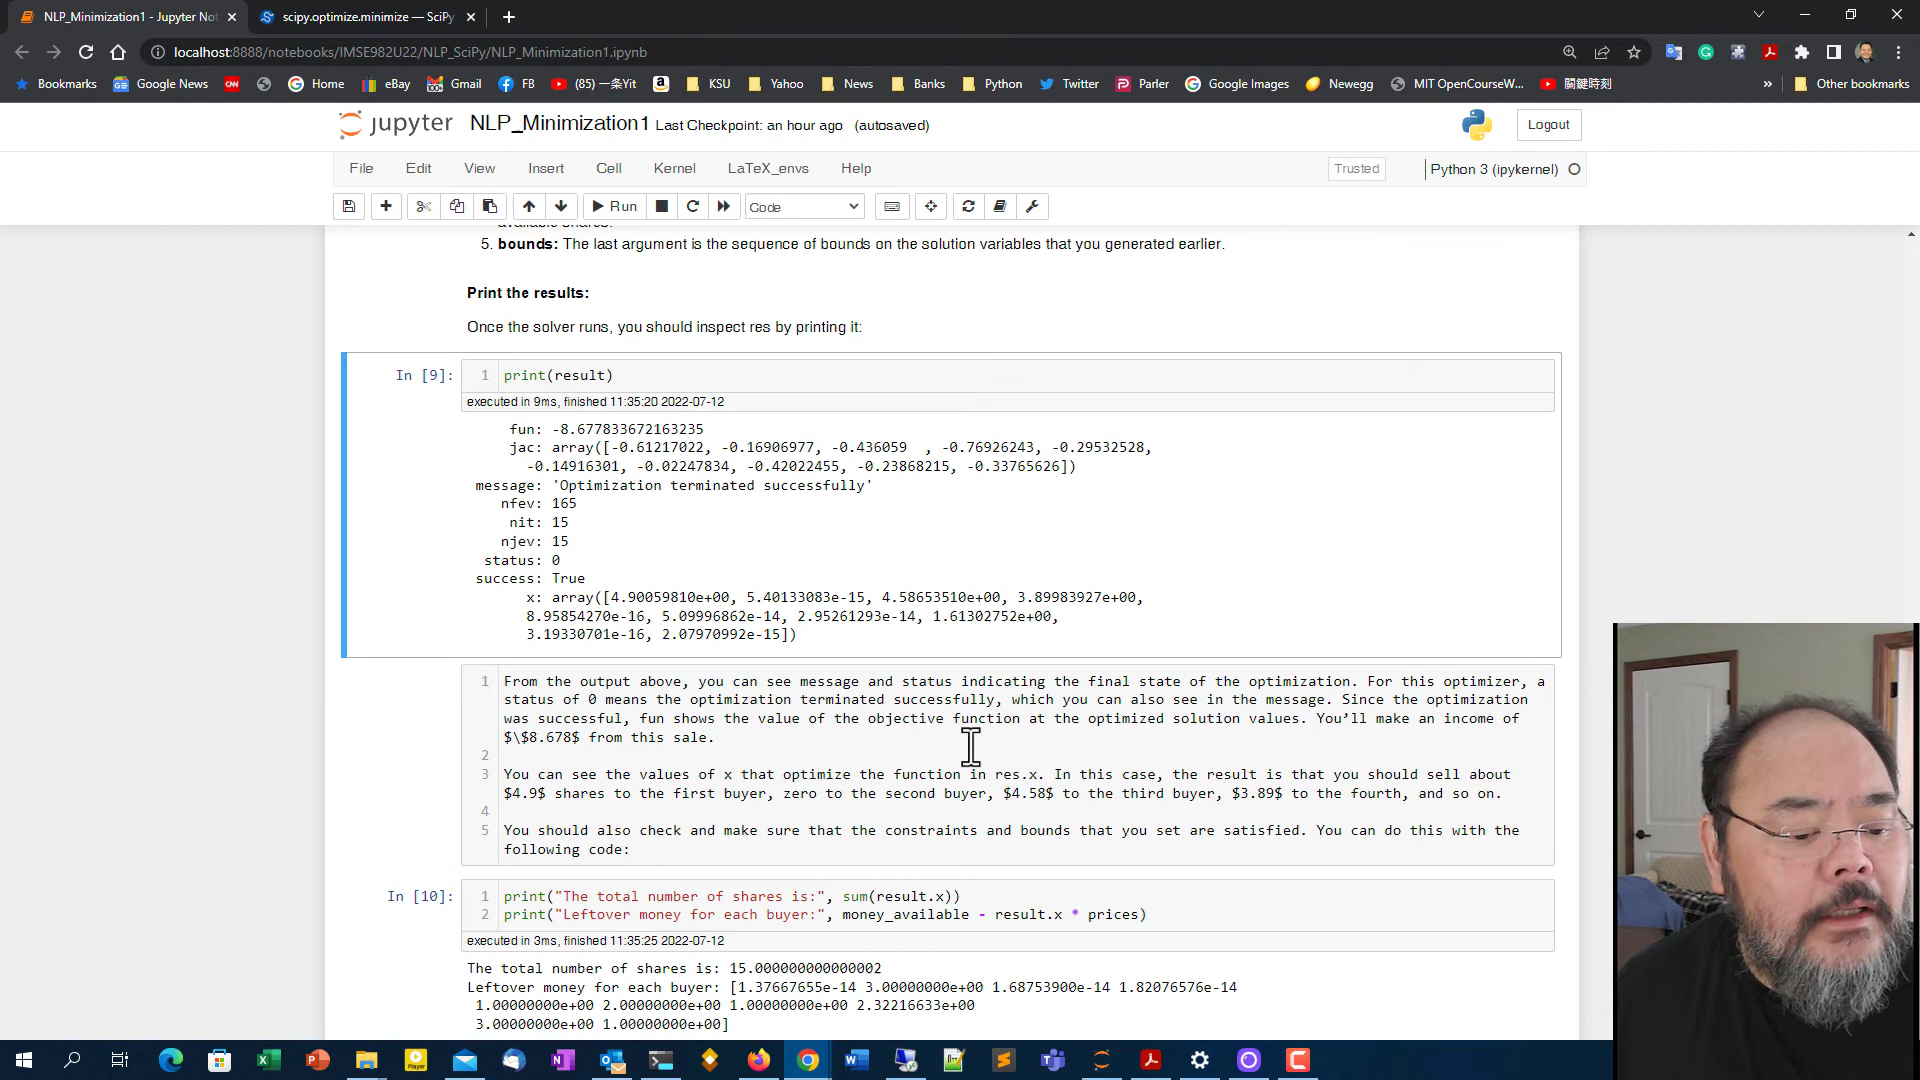 NLP_Minimization1 - Jupyter Not
scipy.optimize.minimize — SciPy
localhost:8888/notebooks/IMSE982U22/NLP_SciPy/NLP_Minimization1.ipynb
Bookmarks Google News CNN Home eBay Gmail FB (85) 一条Yit KSU Yahoo News Banks Python Twitter Parler Google Images Newegg MIT OpenCourseW... 關鍵時刻 » Other bookmarks
jupyter NLP_Minimization1 Last Checkpoint: an hour ago (autosaved) Logout
File Edit View Insert Cell Kernel LaTeX_envs Help Trusted Python 3 (ipykernel)
Run Code
available shares.
5. bounds: The last argument is the sequence of bounds on the solution variables that you generated earlier.
Print the results:
Once the solver runs, you should inspect res by printing it:
In [9]: 1 print(result)
executed in 9ms, finished 11:35:20 2022-07-12
fun: -8.677833672163235
jac: array([-0.61217022, -0.16906977, -0.436059  , -0.76926243, -0.29532528,
-0.14916301, -0.02247834, -0.42022455, -0.23868215, -0.33765626])
message: 'Optimization terminated successfully'
nfev: 165
nit: 15
njev: 15
status: 0
success: True
x: array([4.90059810e+00, 5.40133083e-15, 4.58653510e+00, 3.89983927e+00,
8.95854270e-16, 5.09996862e-14, 2.95261293e-14, 1.61302752e+00,
3.19330701e-16, 2.07970992e-15])
1 From the output above, you can see message and status indicating the final state of the optimization. For this optimizer, a
status of 0 means the optimization terminated successfully, which you can also see in the message. Since the optimization
was successful, fun shows the value of the objective function at the optimized solution values. You’ll make an income of
$\$8.678$ from this sale.
2
3 You can see the values of x that optimize the function in res.x. In this case, the result is that you should sell about
$4.9$ shares to the first buyer, zero to the second buyer, $4.58$ to the third buyer, $3.89$ to the fourth, and so on.
4
5 You should also check and make sure that the constraints and bounds that you set are satisfied. You can do this with the
following code:
In [10]: 1 print("The total number of shares is:", sum(result.x))
2 print("Leftover money for each buyer:", money_available - result.x * prices)
executed in 3ms, finished 11:35:25 2022-07-12
The total number of shares is: 15.000000000000002
Leftover money for each buyer: [1.37667655e-14 3.00000000e+00 1.68753900e-14 1.82076576e-14
1.00000000e+00 2.00000000e+00 1.00000000e+00 2.32216633e+00
3.00000000e+00 1.00000000e+00]